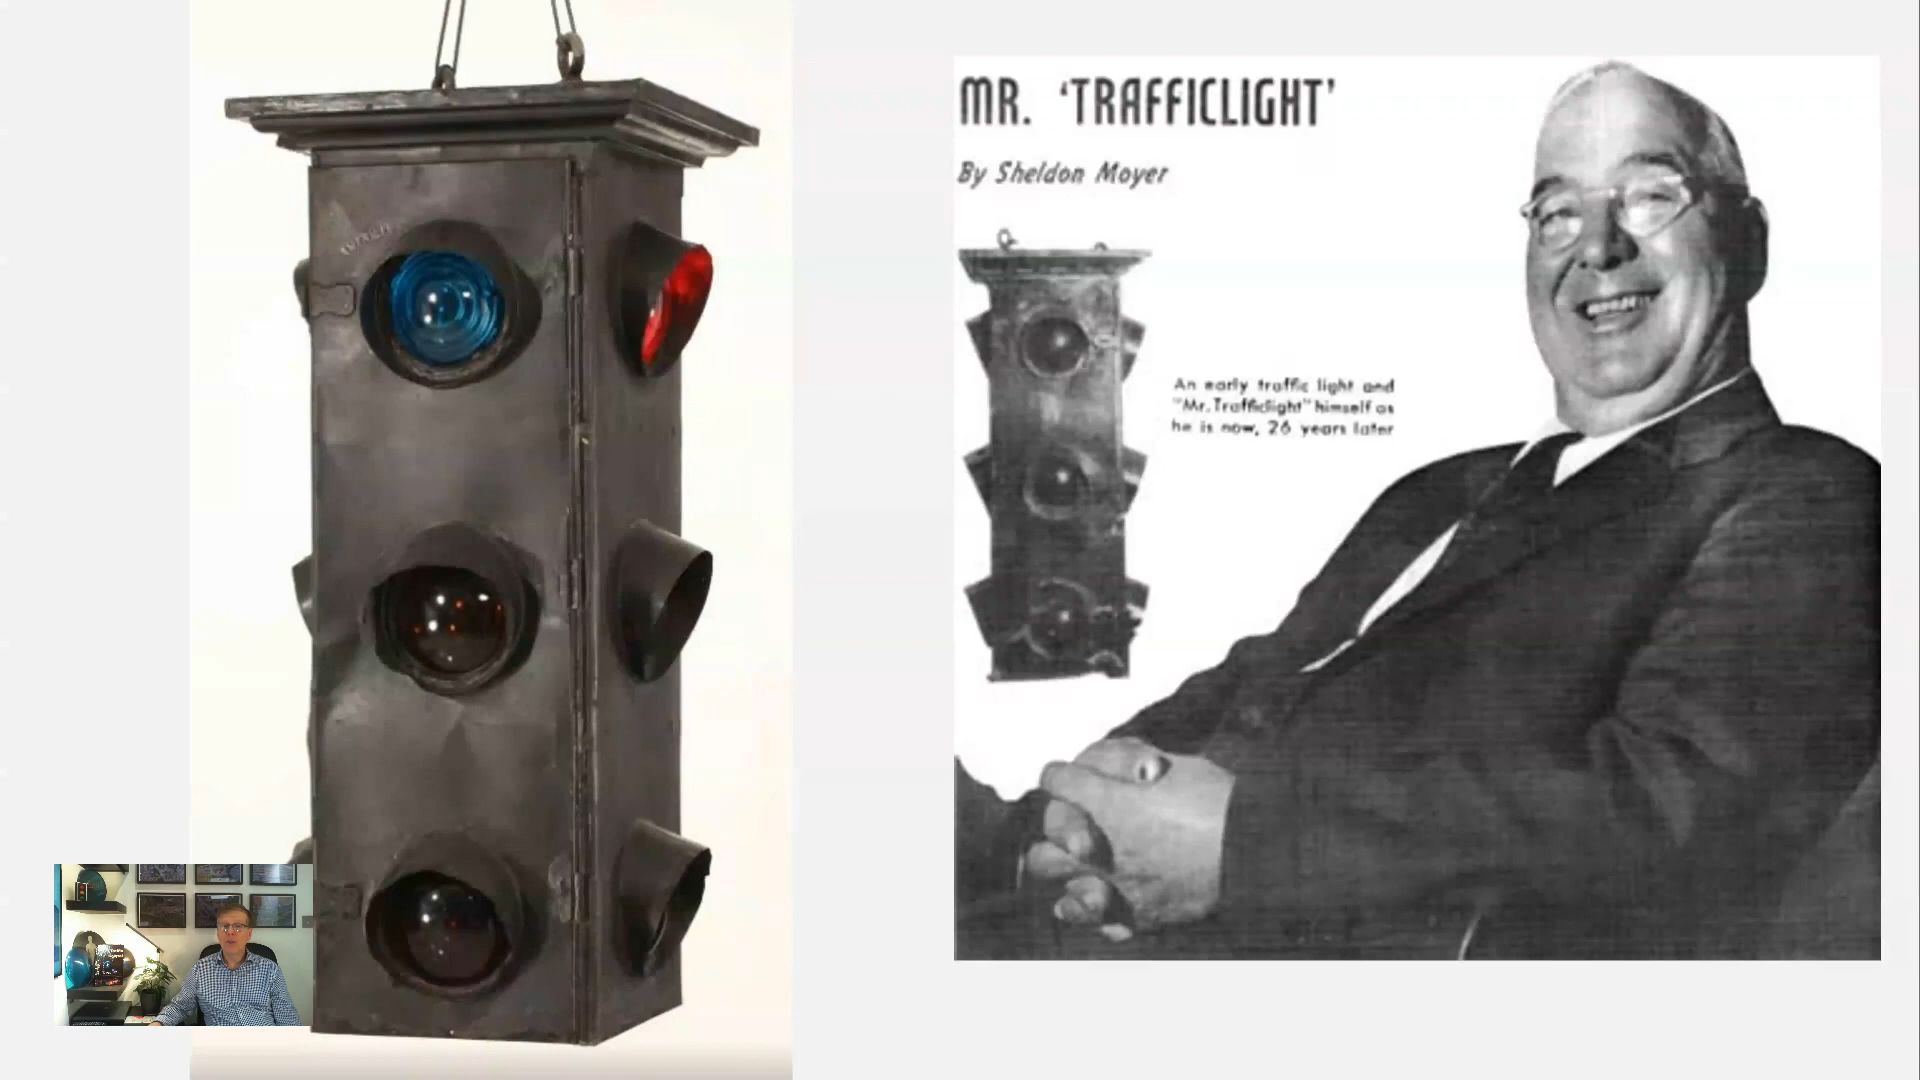 MR. 'TRAFFICLIGHT'
By Sheldon Moyer
An early traffic light and
"Mr. Trafficlight" himself as
he is now, 26 years later